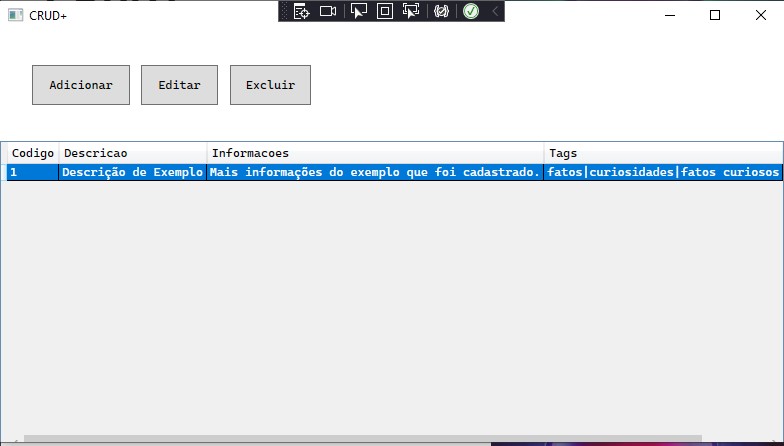 CRUD+
Adicionar Editar Excluir
Codigo Descricao Informacoes Tags
1 Descrição de Exemplo Mais informações do exemplo que foi cadastrado. fatos|curiosidades|fatos curiosos